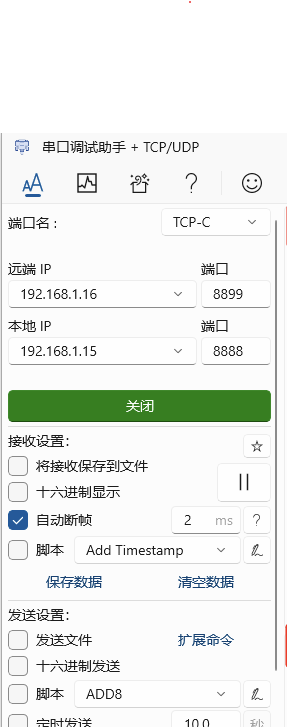 串口调试助手 + TCP/UDP
端口名 :
TCP-C
远端 IP 端口
192.168.1.16 8899
本地 IP 端口
192.168.1.15 8888
关闭
接收设置:
将接收保存到文件
十六进制显示
自动断帧 2 ms ?
脚本 Add Timestamp
保存数据 清空数据
发送设置:
发送文件 扩展命令
十六进制发送
脚本 ADD8
定时发送 10.0 秒